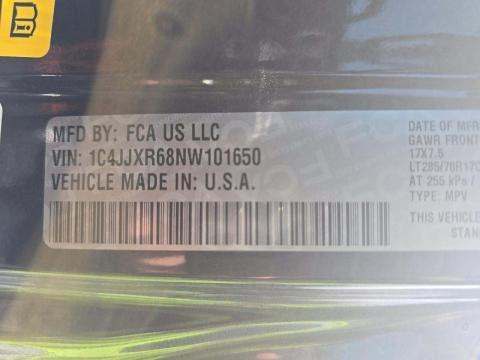 MFD BY: FCA US LLC
VIN: 1C4JJXR68NW101650
VEHICLE MADE IN: U.S.A.
DATE OF MFR
GAWR FRONT
17X7.5
LT285/70R17C
AT 255 kPa /
TYPE: MPV
THIS VEHICLE
STAN